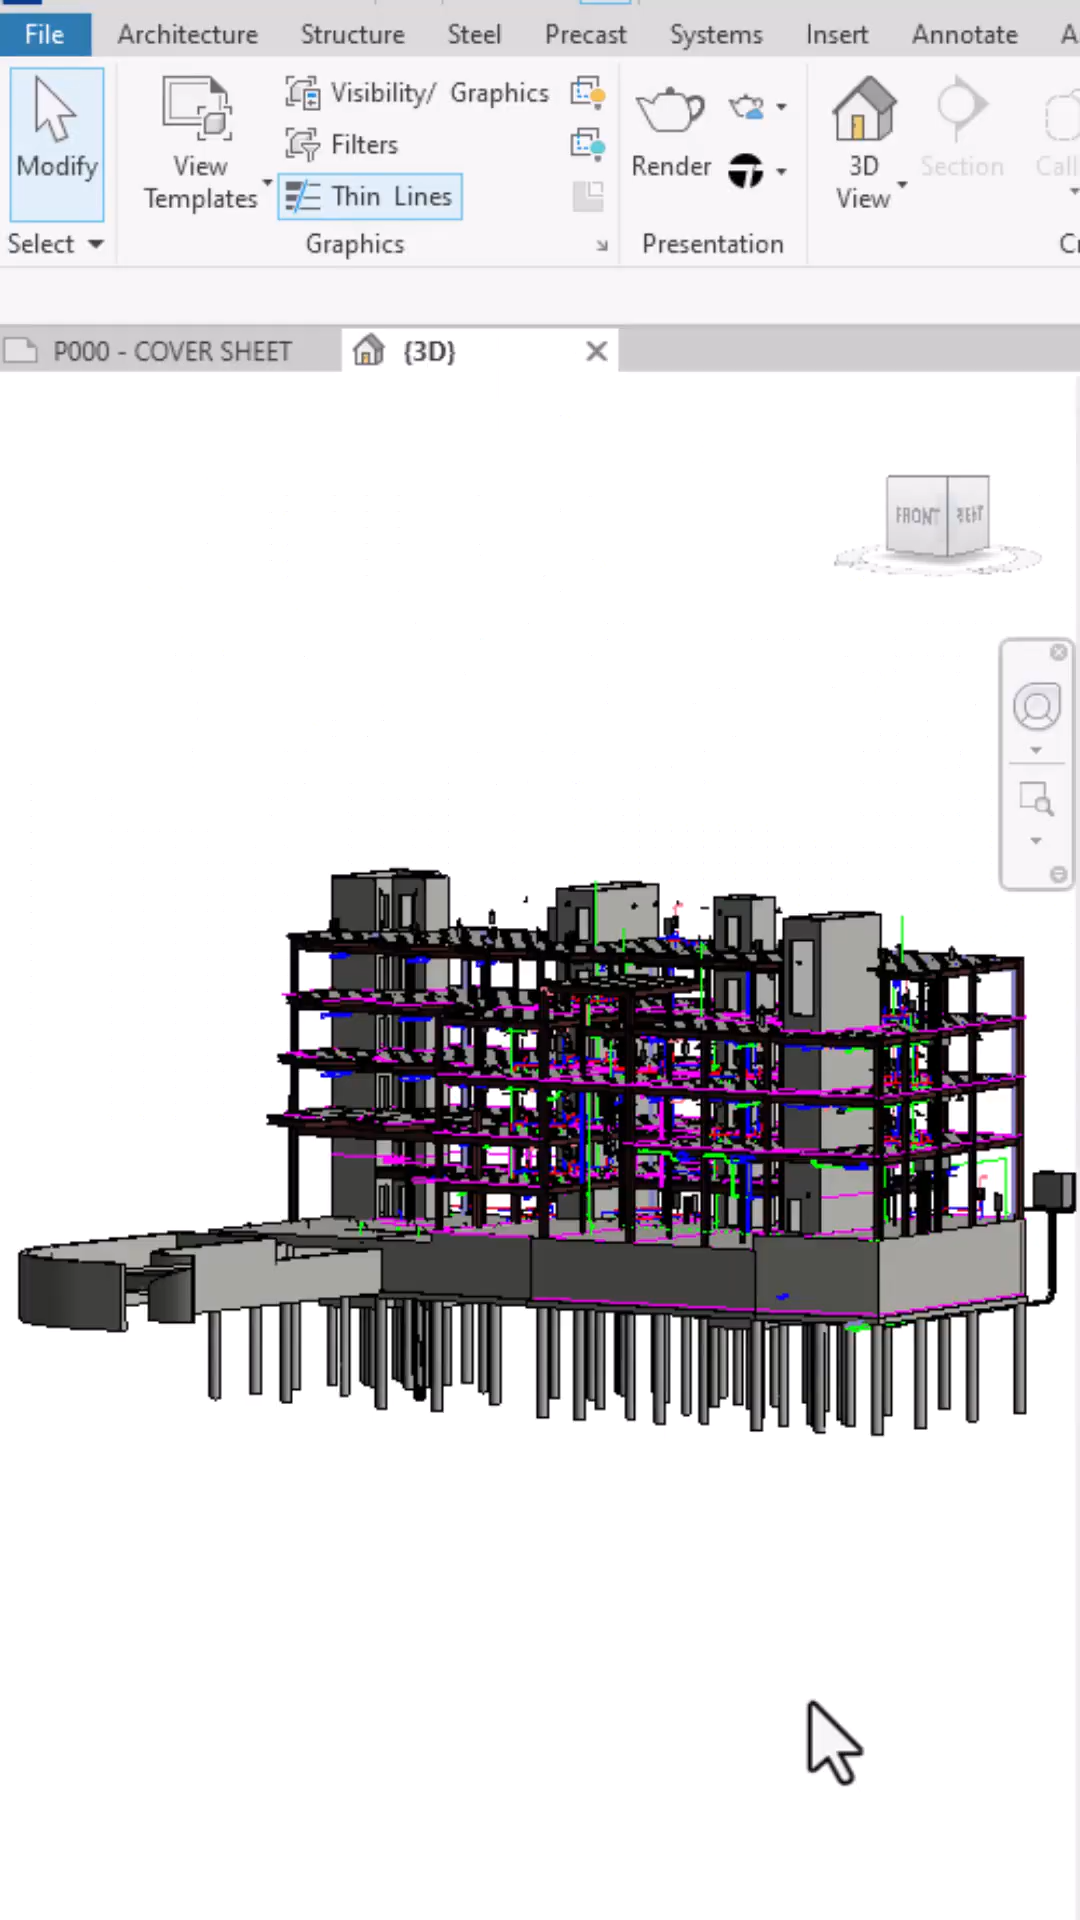 File Architecture Structure Steel Precast Systems Insert Annotate A
Modify
View Templates
Visibility/ Graphics
Filters
Thin Lines
Render
3D View
Section
Call
Select
Graphics
Presentation
Cr
P000 - COVER SHEET
{3D}
FRONT